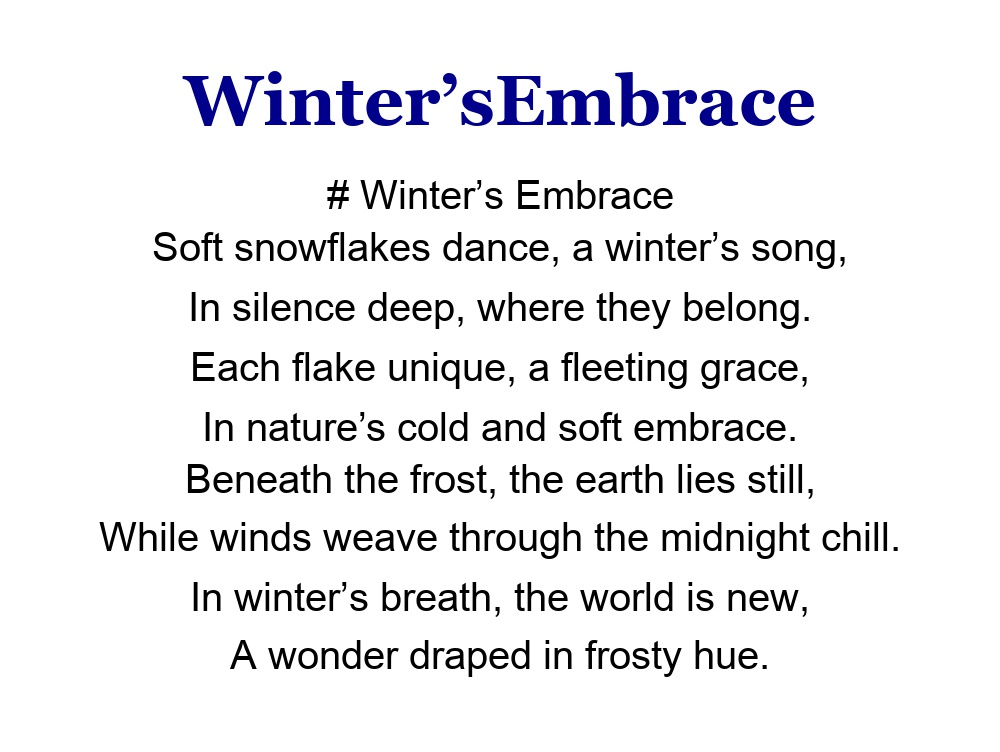 Winter’sEmbrace
# Winter’s Embrace
Soft snowflakes dance, a winter’s song,
In silence deep, where they belong.
Each flake unique, a fleeting grace,
In nature’s cold and soft embrace.
Beneath the frost, the earth lies still,
While winds weave through the midnight chill.
In winter’s breath, the world is new,
A wonder draped in frosty hue.